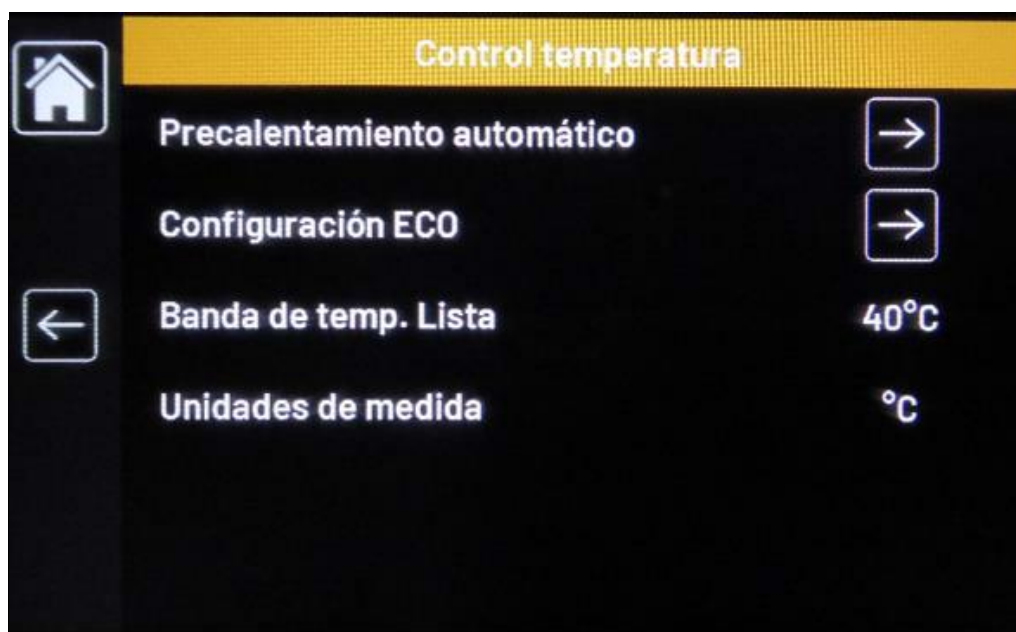 Control temperatura
Precalentamiento automático
Configuración ECO
Banda de temp. Lista 40°C
Unidades de medida °C